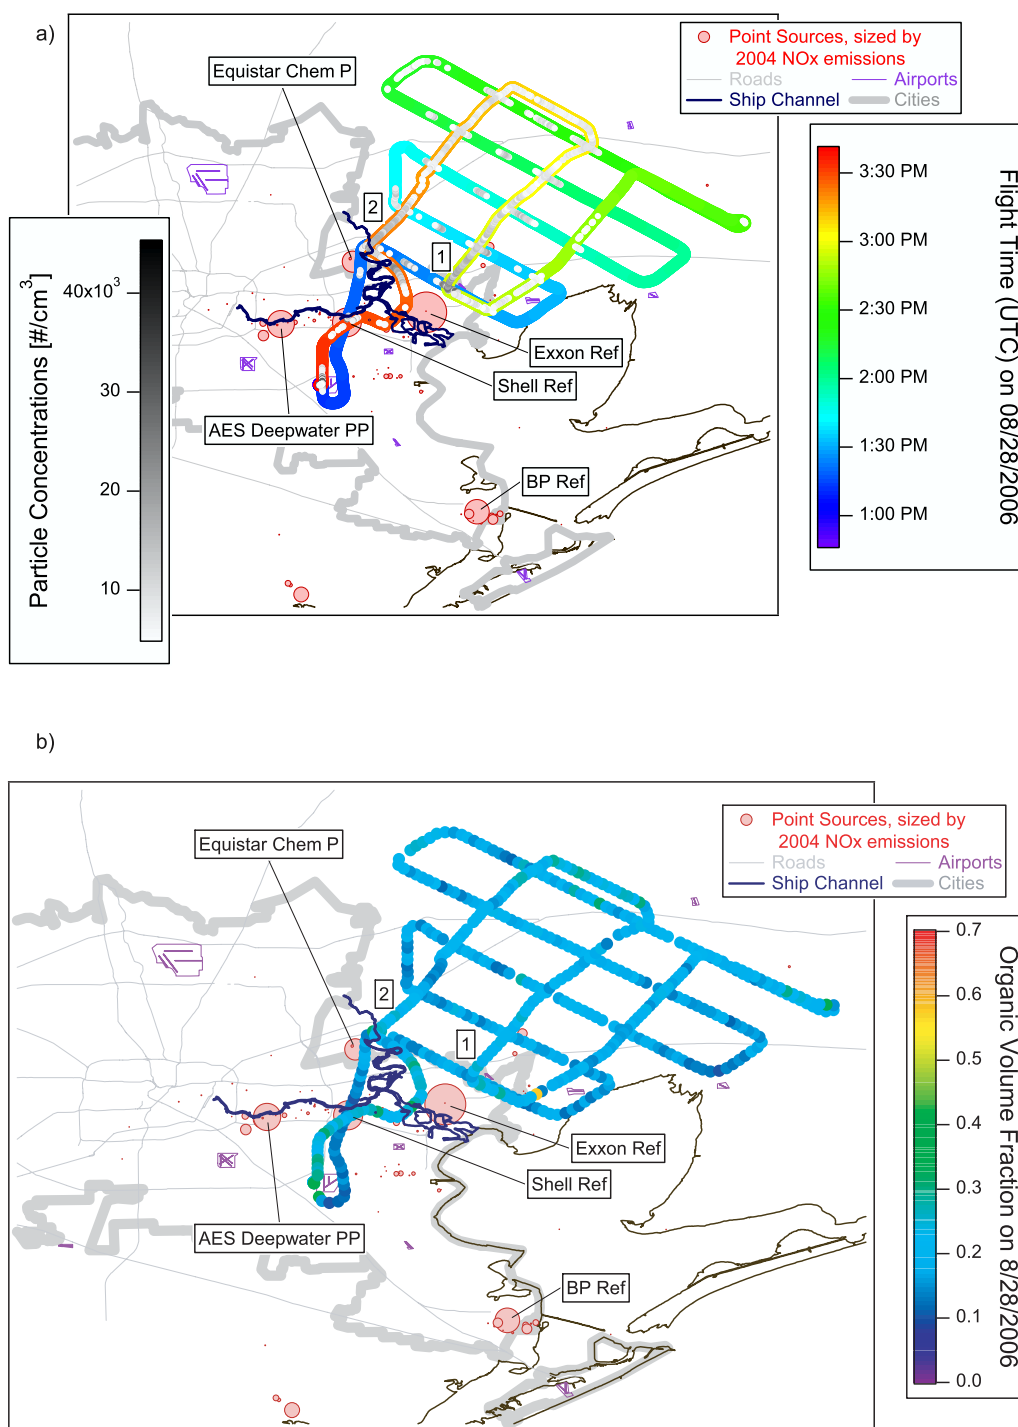 a)
Point Sources, sized by
2004 NOx emissions
Roads
Airports
Ship Channel
Cities
Equistar Chem P
2
1
3:30 PM
3:00 PM
2:30 PM
2:00 PM
1:30 PM
1:00 PM
Flight Time (UTC) on 08/28/2006
40x10³
30
20
10
Particle Concentrations [#/cm³]
Exxon Ref
Shell Ref
AES Deepwater PP
BP Ref
b)
Point Sources, sized by
2004 NOx emissions
Roads
Airports
Ship Channel
Cities
Equistar Chem P
2
1
0.7
0.6
0.5
0.4
0.3
0.2
0.1
0.0
Organic Volume Fraction on 8/28/2006
Exxon Ref
Shell Ref
AES Deepwater PP
BP Ref